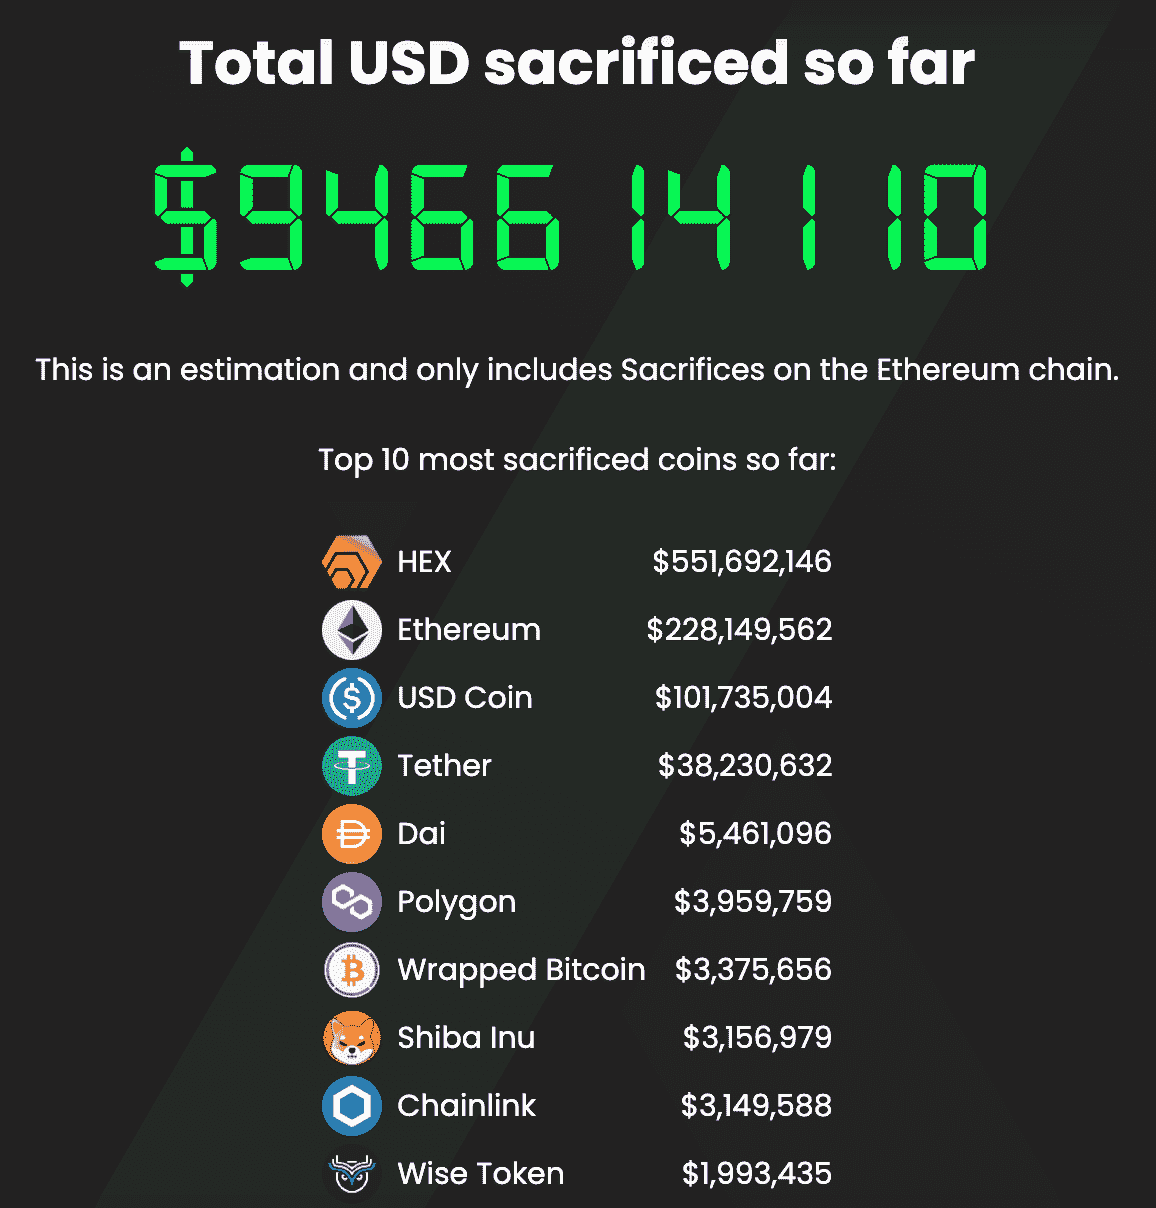 Total USD sacrificed so far
$946614110
This is an estimation and only includes Sacrifices on the Ethereum chain.
Top 10 most sacrificed coins so far:
HEX $551,692,146
Ethereum $228,149,562
USD Coin $101,735,004
Tether $38,230,632
Dai $5,461,096
Polygon $3,959,759
Wrapped Bitcoin $3,375,656
Shiba Inu $3,156,979
Chainlink $3,149,588
Wise Token $1,993,435